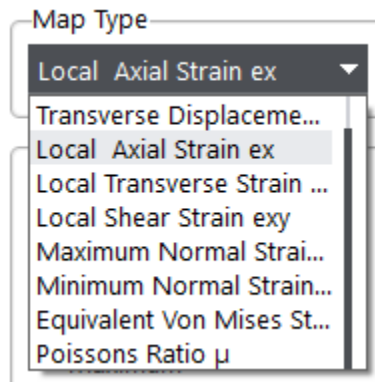 Map Type
Local  Axial Strain ex
Transverse Displaceme...
Local  Axial Strain ex
Local Transverse Strain ...
Local Shear Strain exy
Maximum Normal Strai...
Minimum Normal Strain...
Equivalent Von Mises St...
Poissons Ratio μ